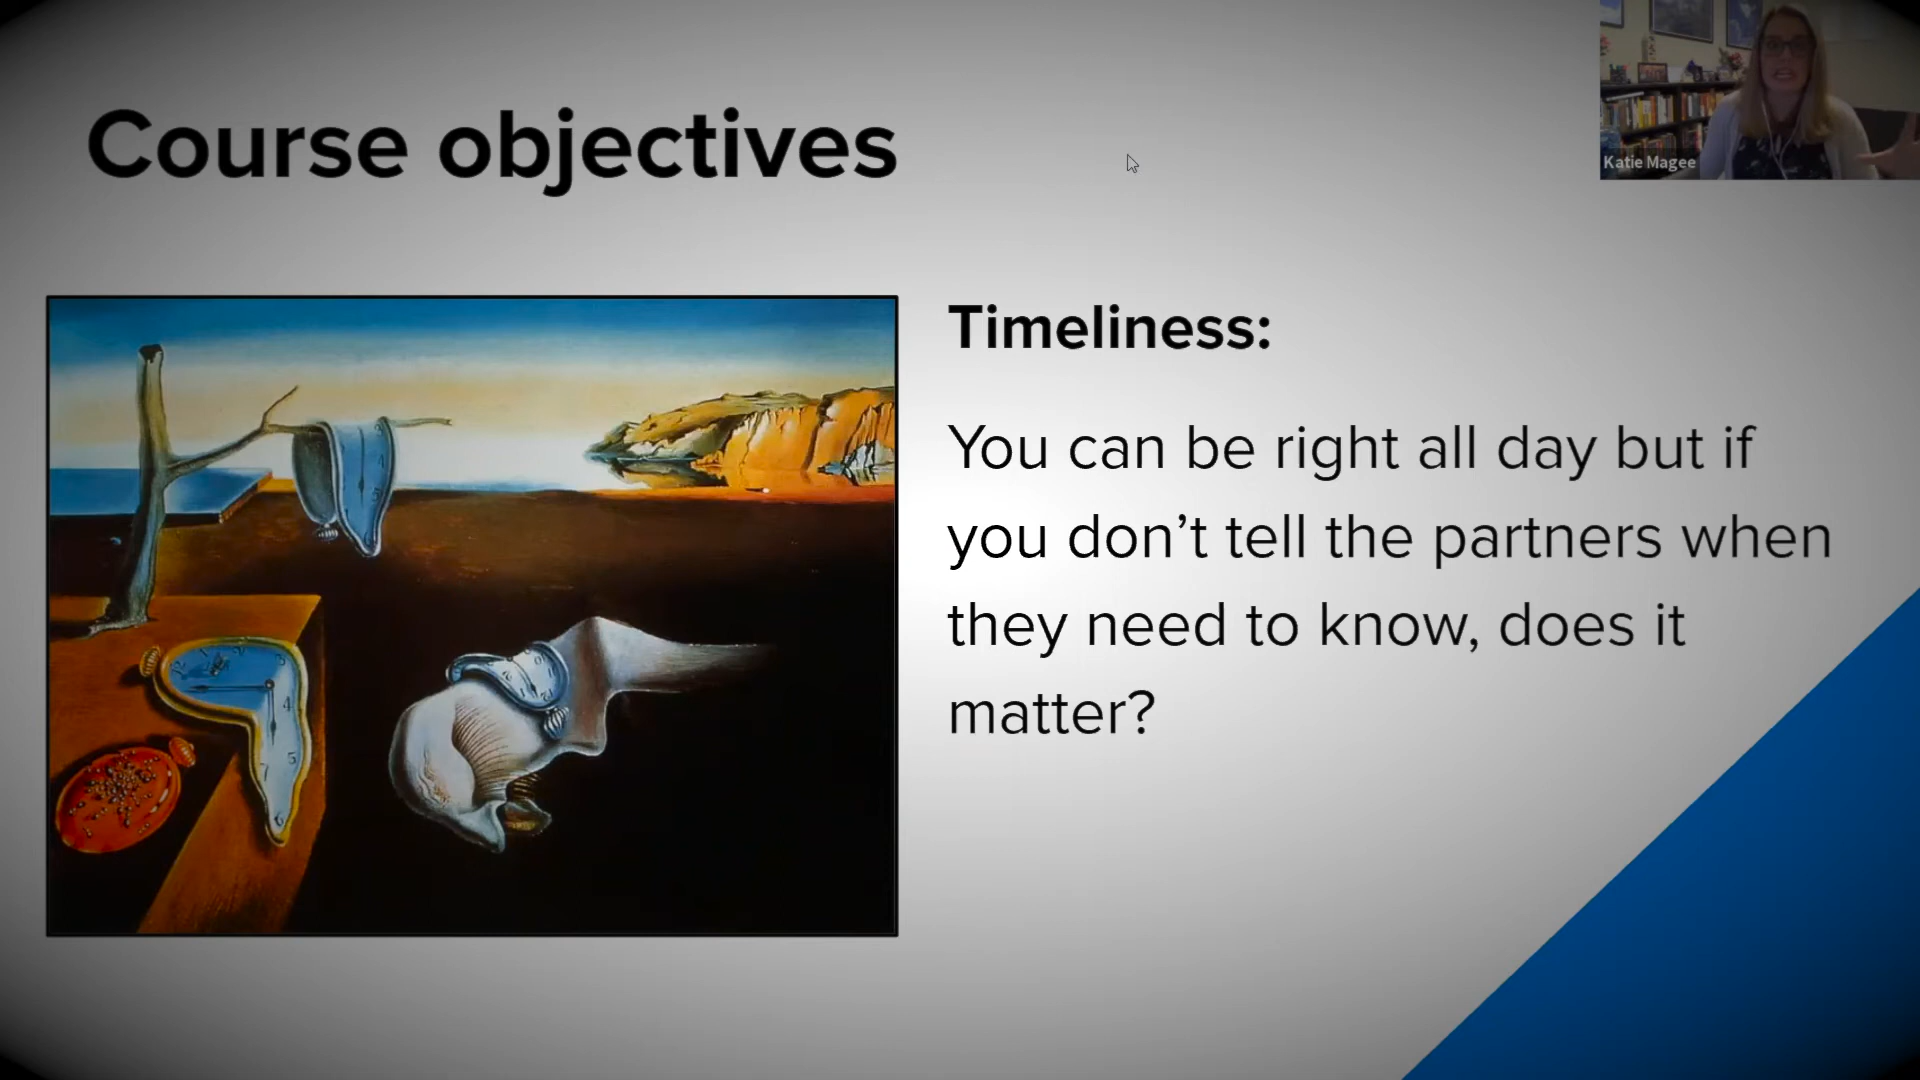 Course objectives
Katie Magee
Timeliness:
You can be right all day but if
you don’t tell the partners when
they need to know, does it
matter?